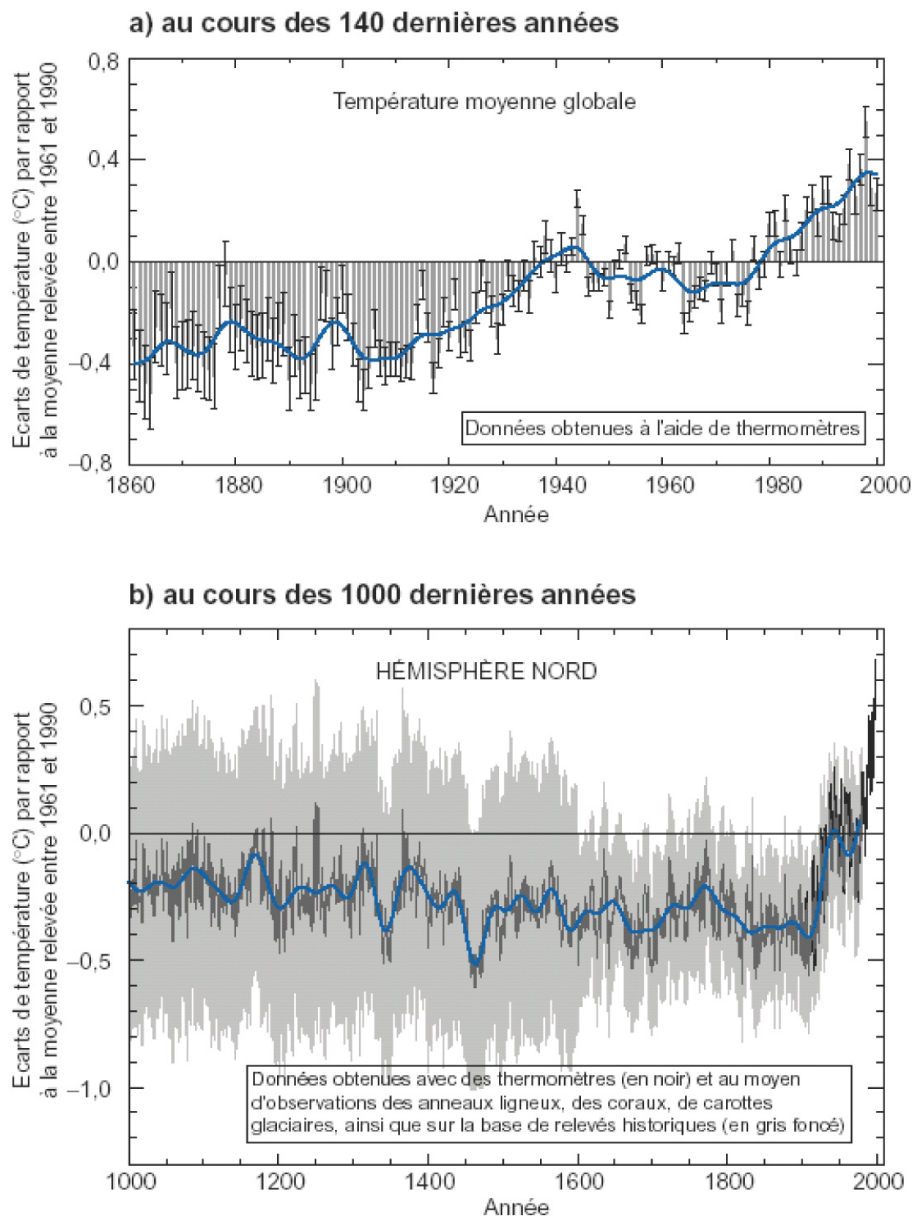 a) au cours des 140 dernières années
Ecarts de température (°C) par rapport
à la moyenne relevée entre 1961 et 1990
0,8
0,4
0,0
–0,4
–0,8
Température moyenne globale
Données obtenues à l'aide de thermomètres
1860 1880 1900 1920 1940 1960 1980 2000
Année
b) au cours des 1000 dernières années
Ecarts de température (°C) par rapport
à la moyenne relevée entre 1961 et 1990
0,5
0,0
–0,5
–1,0
HÉMISPHÈRE NORD
Données obtenues avec des thermomètres (en noir) et au moyen
d'observations des anneaux ligneux, des coraux, de carottes
glaciaires, ainsi que sur la base de relevés historiques (en gris foncé)
1000 1200 1400 1600 1800 2000
Année